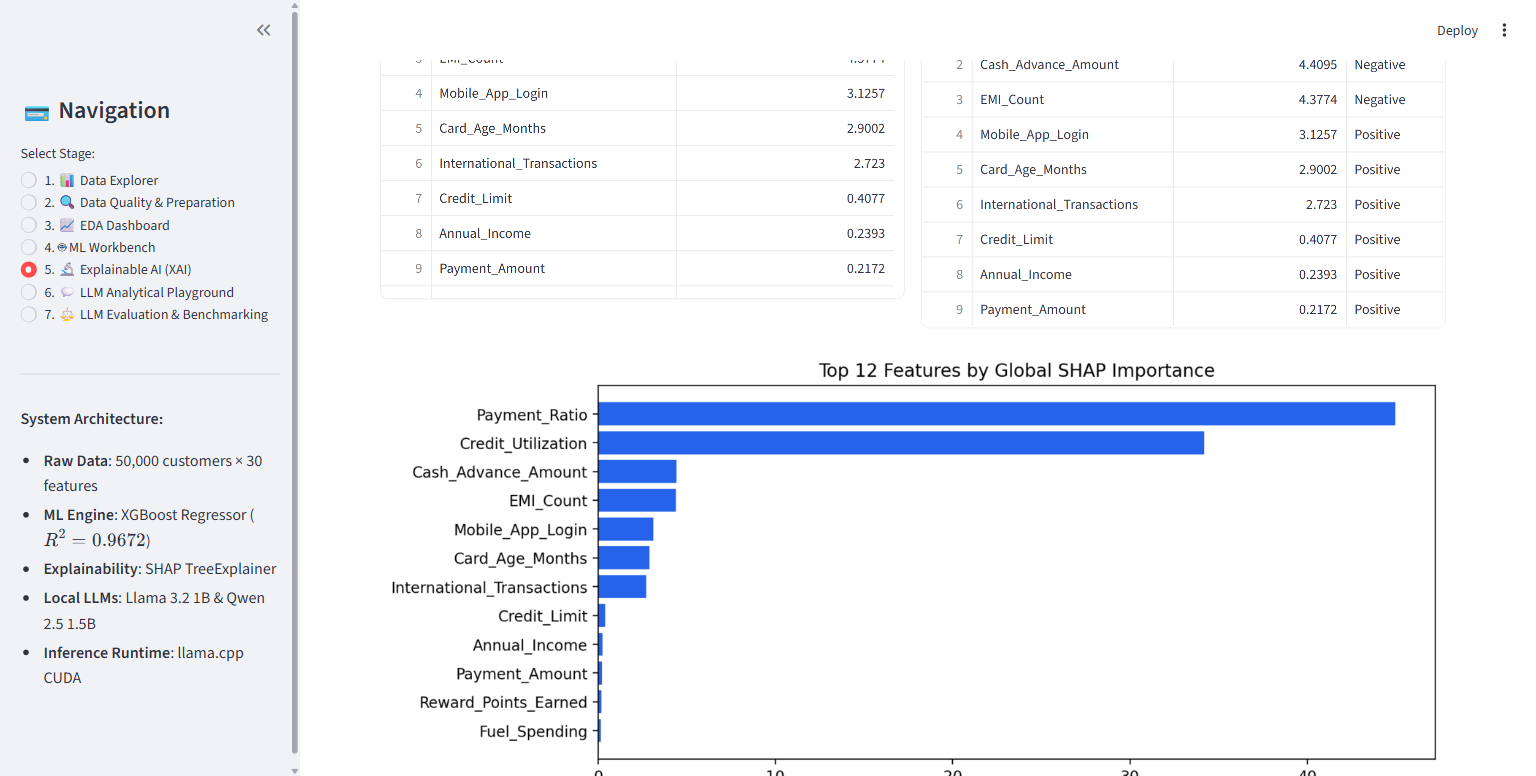 Deploy
Navigation
Select Stage:
1. Data Explorer
2. Data Quality & Preparation
3. EDA Dashboard
4. ML Workbench
5. Explainable AI (XAI)
6. LLM Analytical Playground
7. LLM Evaluation & Benchmarking
System Architecture:
Raw Data: 50,000 customers × 30
features
ML Engine: XGBoost Regressor (
R² = 0.9672)
Explainability: SHAP TreeExplainer
Local LLMs: Llama 3.2 1B & Qwen
2.5 1.5B
Inference Runtime: llama.cpp
CUDA
3 EMI_Count 4.3774
4 Mobile_App_Login 3.1257
5 Card_Age_Months 2.9002
6 International_Transactions 2.723
7 Credit_Limit 0.4077
8 Annual_Income 0.2393
9 Payment_Amount 0.2172
2 Cash_Advance_Amount 4.4095 Negative
3 EMI_Count 4.3774 Negative
4 Mobile_App_Login 3.1257 Positive
5 Card_Age_Months 2.9002 Positive
6 International_Transactions 2.723 Positive
7 Credit_Limit 0.4077 Positive
8 Annual_Income 0.2393 Positive
9 Payment_Amount 0.2172 Positive
Top 12 Features by Global SHAP Importance
Payment_Ratio
Credit_Utilization
Cash_Advance_Amount
EMI_Count
Mobile_App_Login
Card_Age_Months
International_Transactions
Credit_Limit
Annual_Income
Payment_Amount
Reward_Points_Earned
Fuel_Spending
0 10 20 30 40